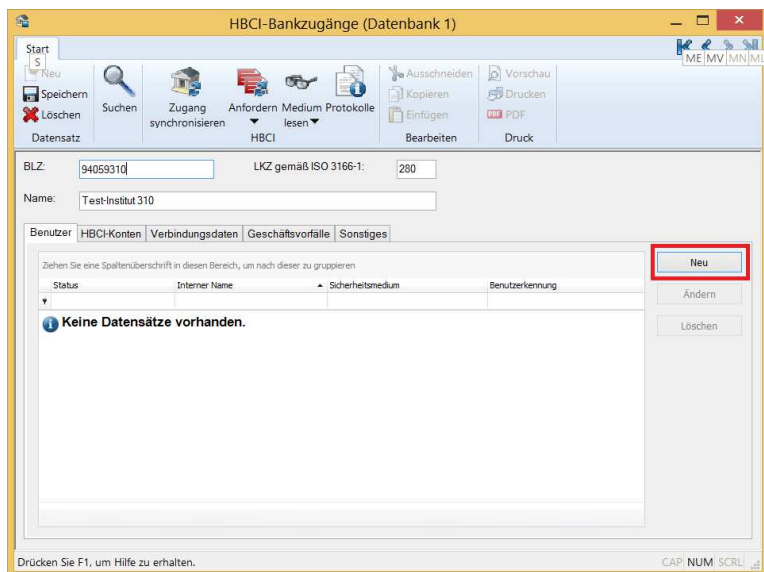 HBCI-Bankzugänge (Datenbank 1)
Start
S
ME MV MN ML
Neu
Speichern
Löschen
Datensatz
Suchen
Zugang synchronisieren
Anfordern
Medium lesen
Protokolle
HBCI
Ausschneiden
Kopieren
Einfügen
Bearbeiten
Vorschau
Drucken
PDF
Druck
BLZ: 94059310 LKZ gemäß ISO 3166-1: 280
Name: Test-Institut 310
Benutzer HBCI-Konten Verbindungsdaten Geschäftsvorfälle Sonstiges
Ziehen Sie eine Spaltenüberschrift in diesen Bereich, um nach dieser zu gruppieren
Status Interner Name Sicherheitsmedium Benutzerkennung
Keine Datensätze vorhanden.
Neu
Ändern
Löschen
Drücken Sie F1, um Hilfe zu erhalten.
CAP NUM SCRL